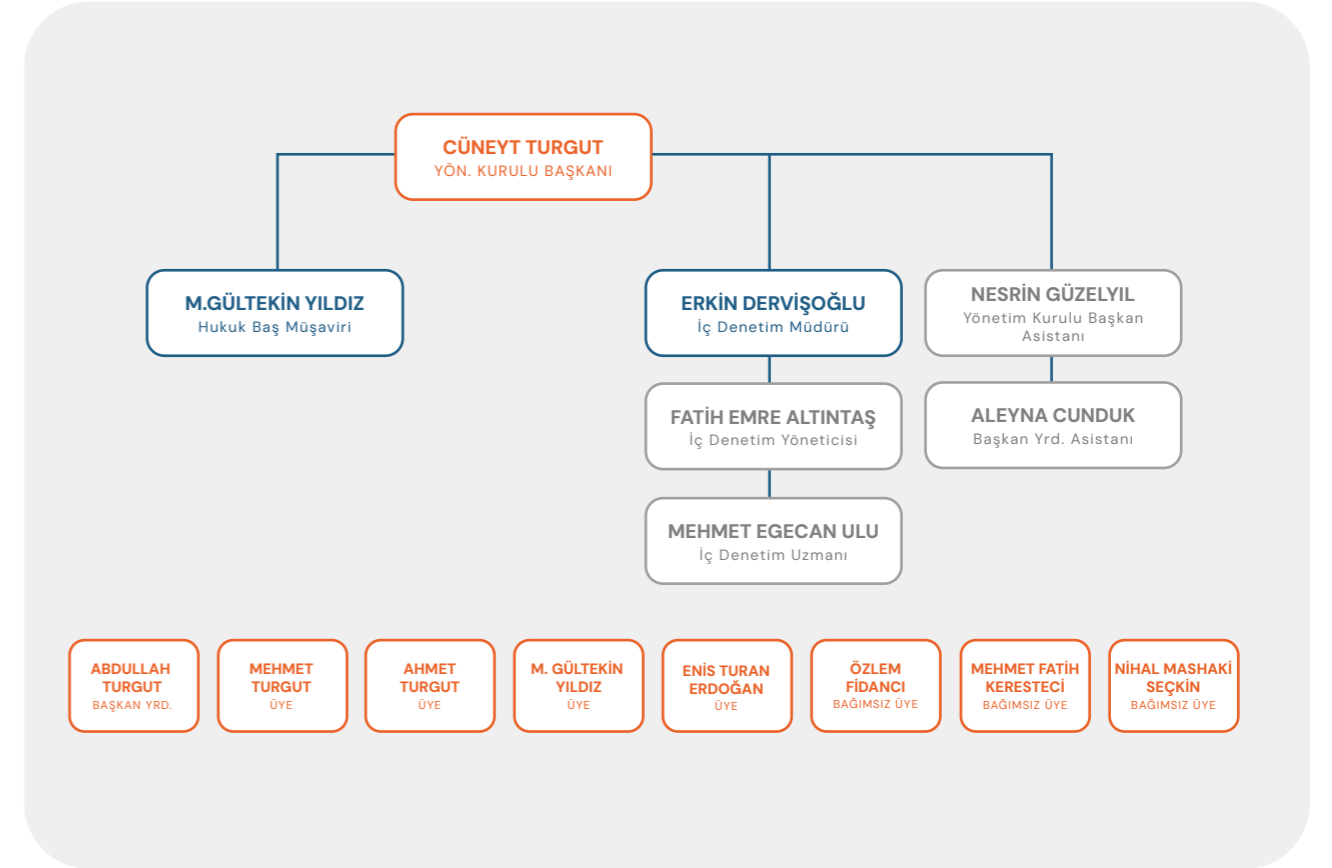 CÜNEYT TURGUT
YÖN. KURULU BAŞKANI
M.GÜLTEKİN YILDIZ
Hukuk Baş Müşaviri
ERKİN DERVİŞOĞLU
İç Denetim Müdürü
NESRİN GÜZELYIL
Yönetim Kurulu Başkan
Asistanı
FATİH EMRE ALTINTAŞ
İç Denetim Yöneticisi
ALEYNA CUNDUK
Başkan Yrd. Asistanı
MEHMET EGECAN ULU
İç Denetim Uzmanı
ABDULLAH
TURGUT
BAŞKAN YRD.
MEHMET
TURGUT
ÜYE
AHMET
TURGUT
ÜYE
M. GÜLTEKİN
YILDIZ
ÜYE
ENİS TURAN
ERDOĞAN
ÜYE
ÖZLEM
FİDANCI
BAĞIMSIZ ÜYE
MEHMET FATİH
KERESTECİ
BAĞIMSIZ ÜYE
NİHAL MASHAKİ
SEÇKİN
BAĞIMSIZ ÜYE